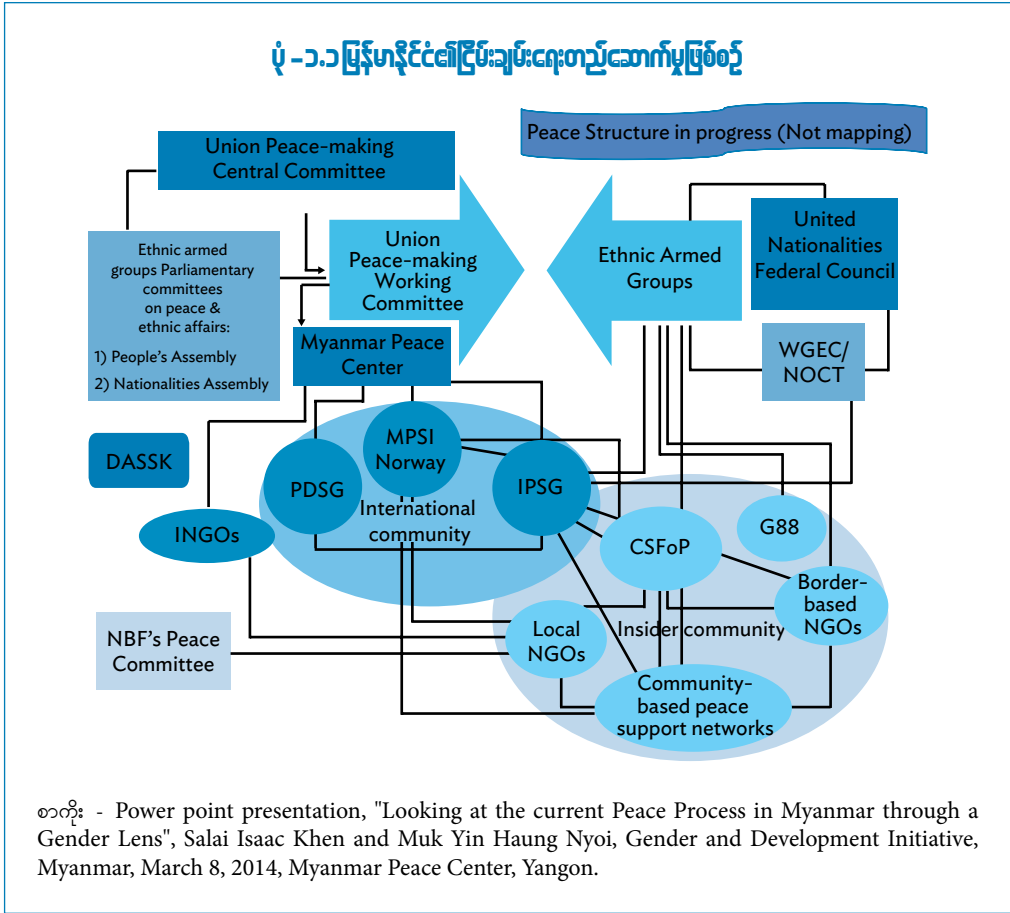 ပုံ – ၁.၁ မြန်မာနိုင်ငံ၏ငြိမ်းချမ်းရေးတည်ဆောက်မှုဖြစ်စဉ်
Peace Structure in progress (Not mapping)
Union Peace-making
Central Committee
Ethnic armed
groups Parliamentary
committees
on peace &
ethnic affairs:
1) People's Assembly
2) Nationalities Assembly
Union
Peace-making
Working
Committee
Ethnic Armed
Groups
United
Nationalities
Federal Council
Myanmar Peace
Center
WGEC/
NOCT
DASSK
MPSI
Norway
PDSG
IPSG
International
community
INGOs
G88
CSFoP
Border-
based
NGOs
NBF's Peace
Committee
Local
NGOs
Insider community
Community-
based peace
support networks
စာကိုး - Power point presentation, "Looking at the current Peace Process in Myanmar through a
Gender Lens", Salai Isaac Khen and Muk Yin Haung Nyoi, Gender and Development Initiative,
Myanmar, March 8, 2014, Myanmar Peace Center, Yangon.